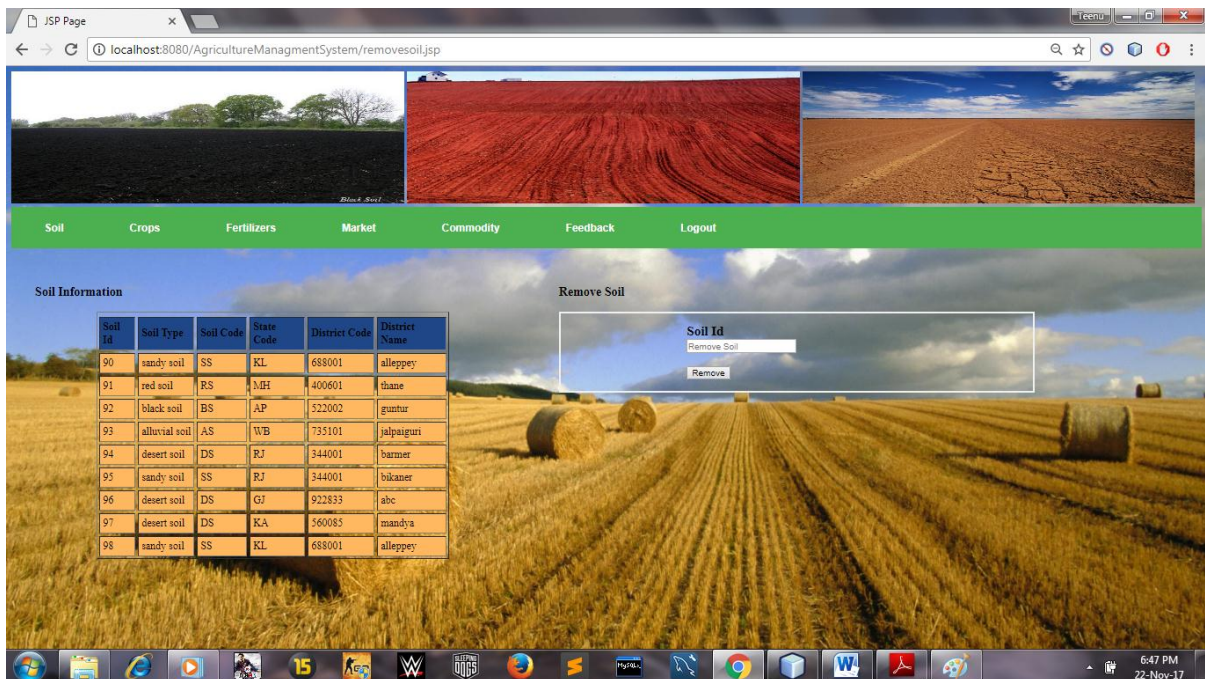 JSP Page
Teenu
localhost:8080/AgricultureManagmentSystem/removesoil.jsp
Black Soil
Soil Crops Fertilizers Market Commodity Feedback Logout
Soil Information
Soil Id Soil Type Soil Code State Code District Code District Name
90 sandy soil SS KL 688001 alleppey
91 red soil RS MH 400601 thane
92 black soil BS AP 522002 guntur
93 alluvial soil AS WB 735101 jalpaiguri
94 desert soil DS RJ 344001 barmer
95 sandy soil SS RJ 344001 bikaner
96 desert soil DS GJ 922833 abc
97 desert soil DS KA 560085 mandya
98 sandy soil SS KL 688001 alleppey
Remove Soil
Soil Id
Remove Soil
Remove
15
GO
W
SLEEPING DOGS
MySQL
W
6:47 PM
22-Nov-17